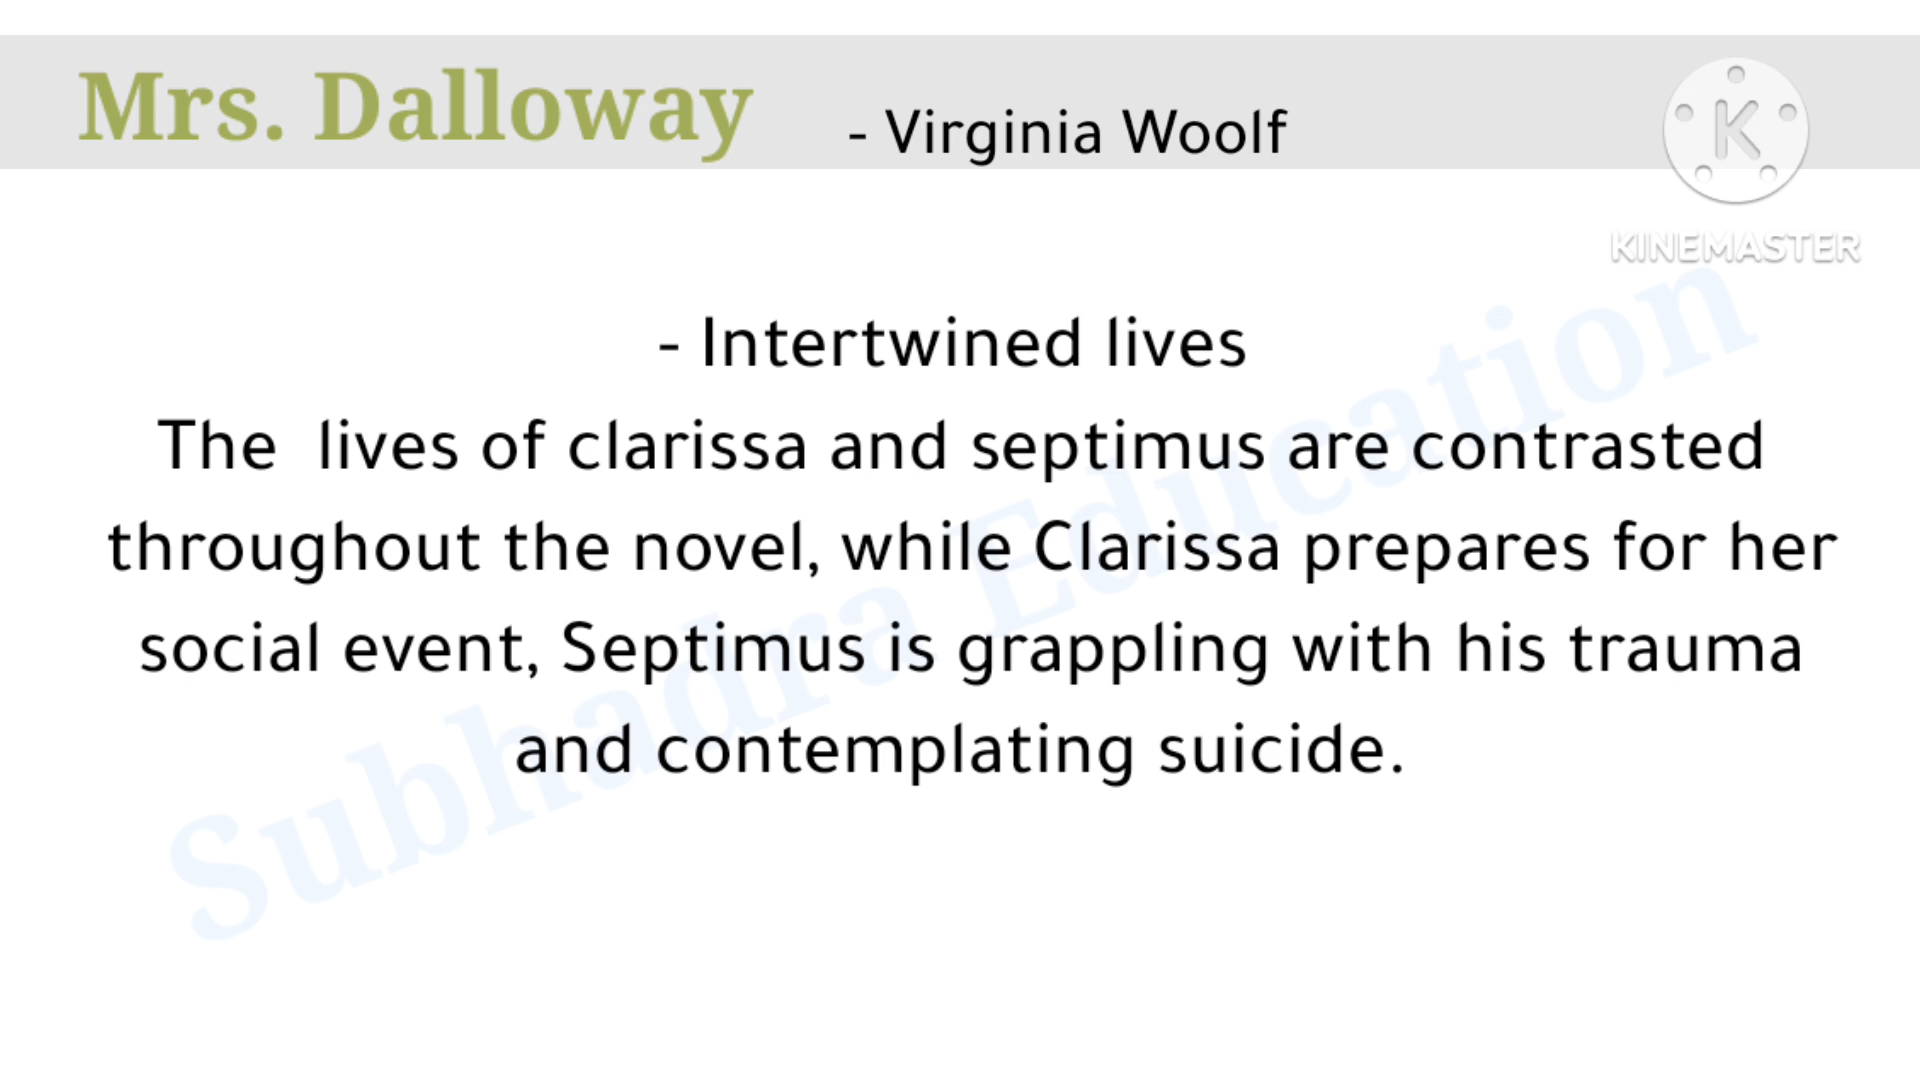 Mrs. Dalloway - Virginia Woolf
K
KINEMASTER
- Intertwined lives
The lives of clarissa and septimus are contrasted
throughout the novel, while Clarissa prepares for her
social event, Septimus is grappling with his trauma
and contemplating suicide.
Subhadra Education